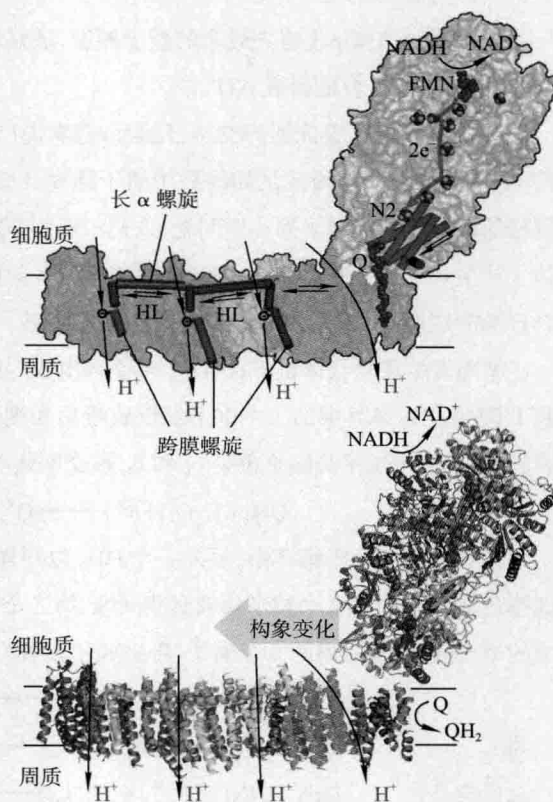 NADH NAD⁺
FMN
2e⁻
长 α 螺旋
N2
细胞质
Q
HL HL
周质
H⁺ H⁺ H⁺ H⁺
跨膜螺旋
NAD⁺
NADH
构象变化
细胞质
Q
QH₂
周质
H⁺ H⁺ H⁺ H⁺